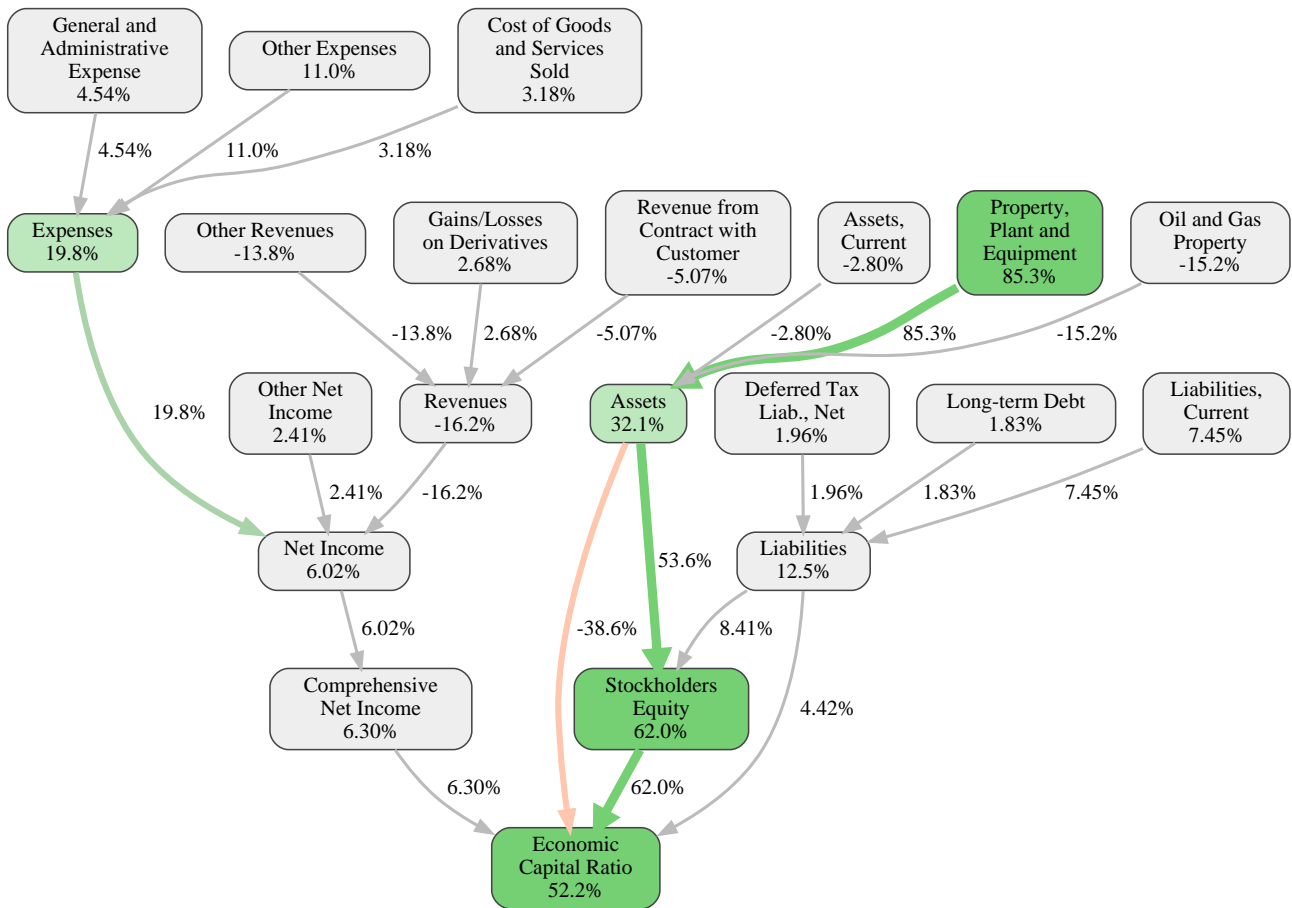 General and
Administrative
Expense
4.54%
Other Expenses
11.0%
Cost of Goods
and Services
Sold
3.18%
4.54%
11.0%
3.18%
Expenses
19.8%
Other Revenues
-13.8%
Gains/Losses
on Derivatives
2.68%
Revenue from
Contract with
Customer
-5.07%
Assets,
Current
-2.80%
Property,
Plant and
Equipment
85.3%
Oil and Gas
Property
-15.2%
-13.8%
2.68%
-5.07%
-2.80%
85.3%
-15.2%
19.8%
Other Net
Income
2.41%
Revenues
-16.2%
Assets
32.1%
Deferred Tax
Liab., Net
1.96%
Long-term Debt
1.83%
Liabilities,
Current
7.45%
2.41%
-16.2%
1.96%
1.83%
7.45%
Net Income
6.02%
53.6%
Liabilities
12.5%
6.02%
-38.6%
8.41%
Comprehensive
Net Income
6.30%
Stockholders
Equity
62.0%
4.42%
6.30%
62.0%
Economic
Capital Ratio
52.2%